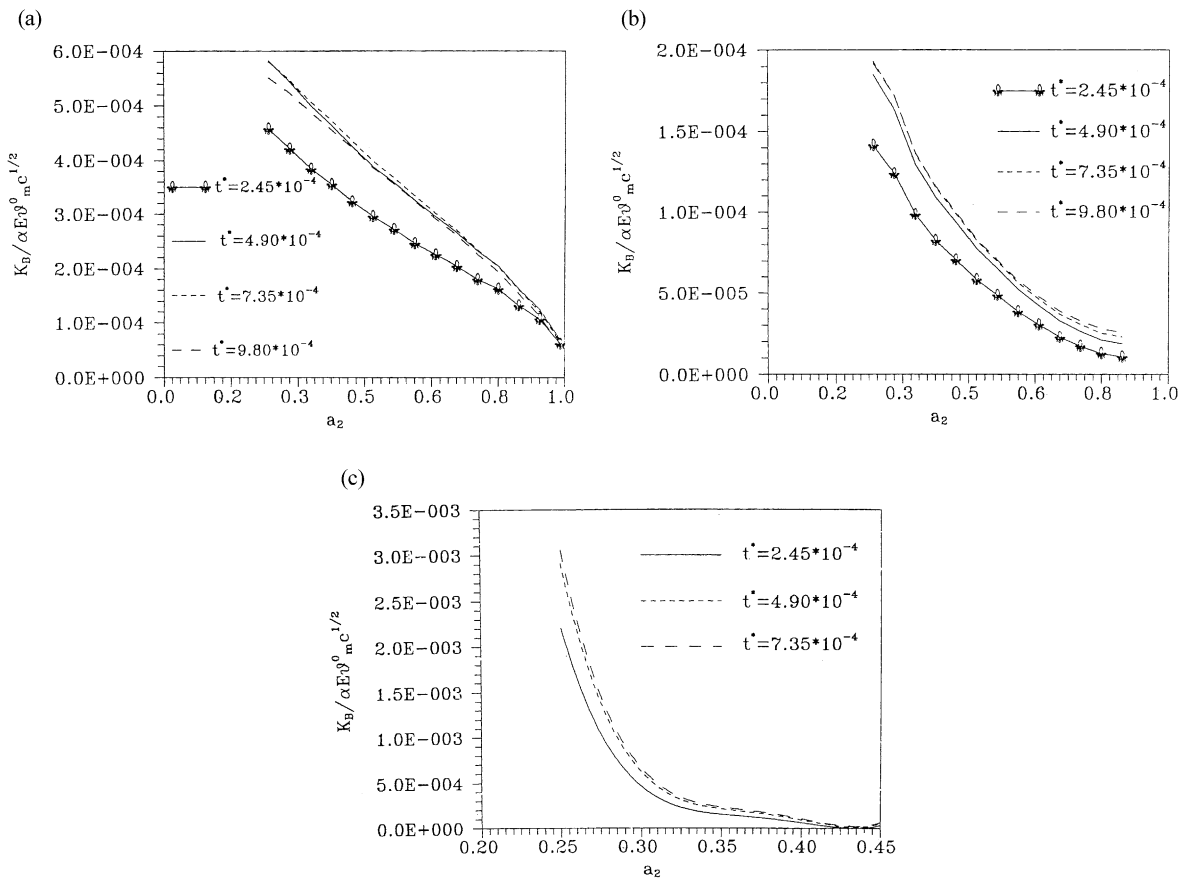 (a)
6.0E-004
5.0E-004
4.0E-004
3.0E-004
2.0E-004
1.0E-004
0.0E+000
K_B/αEϑ^0_m c^1/2
t*=2.45*10^-4
t*=4.90*10^-4
t*=7.35*10^-4
t*=9.80*10^-4
0.0 0.2 0.3 0.4 0.6 0.8 1.0
a_2
(b)
2.0E-004
1.5E-004
1.0E-004
5.0E-005
0.0E+000
K_B/αEϑ^0_m c^1/2
t*=2.45*10^-4
t*=4.90*10^-4
t*=7.35*10^-4
t*=9.80*10^-4
0.0 0.2 0.3 0.4 0.6 0.8 1.0
a_2
(c)
3.5E-003
3.0E-003
2.5E-003
2.0E-003
1.5E-003
1.0E-003
5.0E-004
0.0E+000
K_B/αEϑ^0_m c^1/2
t*=2.45*10^-4
t*=4.90*10^-4
t*=7.35*10^-4
0.20 0.25 0.30 0.35 0.40 0.45
a_2